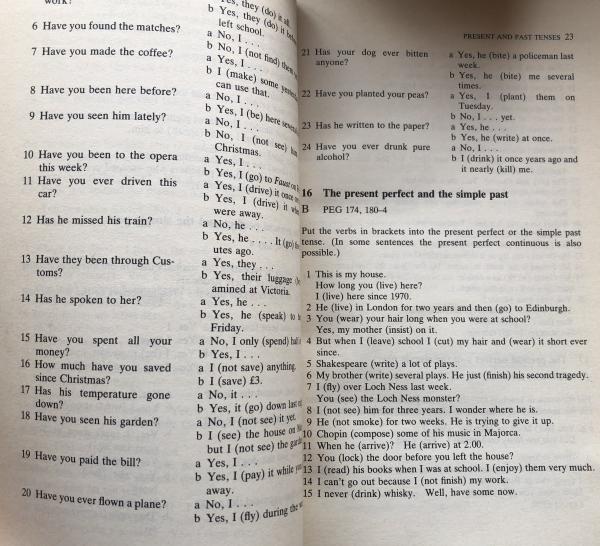 work?
Yes, they (do) it all
b Yes, they (do) it
left school.
6 Have you found the matches?
a No, I . . .
b No, I (not find) them
7 Have you made the coffee?
a Yes, I . . .
b I (make) some
can use that.
8 Have you been here before?
a No, I . . .
b Yes, I (be) here
9 Have you seen him lately?
a No, I . . .
b No, I (not see)
Christmas.
10 Have you been to the opera
this week?
a Yes, I . . .
b Yes, I (go) to Faust on
11 Have you ever driven this
car?
a Yes, I (drive) it once
b Yes, I (drive) it
were away.
12 Has he missed his train?
a No, he . . .
b Yes, he . . . . It (go)
utes ago.
13 Have they been through Cus-
toms?
a Yes, they . . .
b Yes, their luggage
amined at Victoria.
14 Has he spoken to her?
a Yes, he . . .
b Yes, he (speak) to
Friday.
15 Have you spent all your
money?
a No, I only (spend)
b Yes, I . . .
16 How much have you saved
since Christmas?
a I (not save) anything.
b I (save) £3.
17 Has his temperature gone
down?
a No, it . . .
b Yes, it (go) down last
18 Have you seen his garden?
a No, I (not see) it yet.
b I (see) the house on
but I (not see) the
19 Have you paid the bill?
a Yes, I . . .
b Yes, I (pay) it while
away.
20 Have you ever flown a plane?
a No, I . . .
b Yes, I (fly) during the
PRESENT AND PAST TENSES 23
21 Has your dog ever bitten
anyone?
a Yes, he (bite) a policeman last
week.
b Yes, he (bite) me several
times.
22 Have you planted your peas?
a Yes, I (plant) them on
Tuesday.
b No, I . . . yet.
23 Has he written to the paper?
a Yes, he . . .
b Yes, he (write) at once.
24 Have you ever drunk pure
alcohol?
a No, I . . .
b I (drink) it once years ago and
it nearly (kill) me.
16 The present perfect and the simple past
B PEG 174, 180-4
Put the verbs in brackets into the present perfect or the simple past
tense. (In some sentences the present perfect continuous is also
possible.)
1 This is my house.
How long you (live) here?
I (live) here since 1970.
2 He (live) in London for two years and then (go) to Edinburgh.
3 You (wear) your hair long when you were at school?
Yes, my mother (insist) on it.
4 But when I (leave) school I (cut) my hair and (wear) it short ever
since.
5 Shakespeare (write) a lot of plays.
6 My brother (write) several plays. He just (finish) his second tragedy.
7 I (fly) over Loch Ness last week.
You (see) the Loch Ness monster?
8 I (not see) him for three years. I wonder where he is.
9 He (not smoke) for two weeks. He is trying to give it up.
10 Chopin (compose) some of his music in Majorca.
11 When he (arrive)? He (arrive) at 2.00.
12 You (lock) the door before you left the house?
13 I (read) his books when I was at school. I (enjoy) them very much.
14 I can't go out because I (not finish) my work.
15 I never (drink) whisky. Well, have some now.